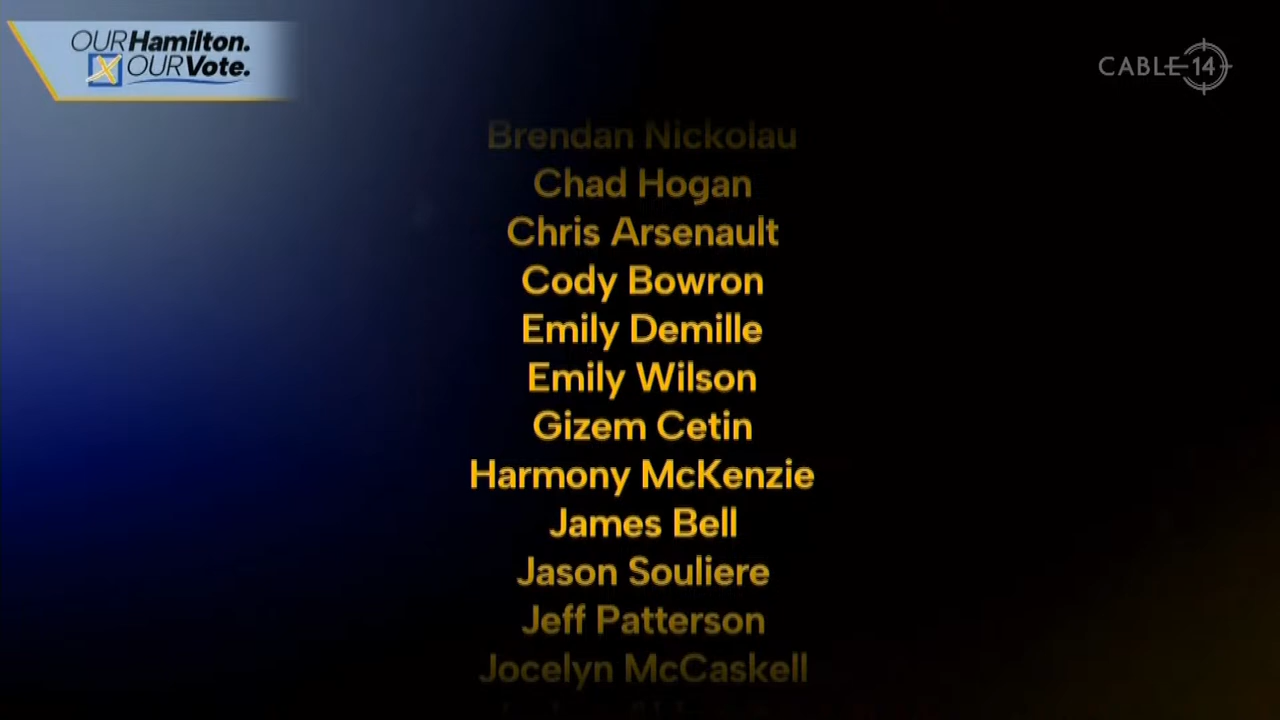 OUR Hamilton.
OUR Vote.
CABLE 14
Brendan Nickolau
Chad Hogan
Chris Arsenault
Cody Bowron
Emily Demille
Emily Wilson
Gizem Cetin
Harmony McKenzie
James Bell
Jason Souliere
Jeff Patterson
Jocelyn McCaskell